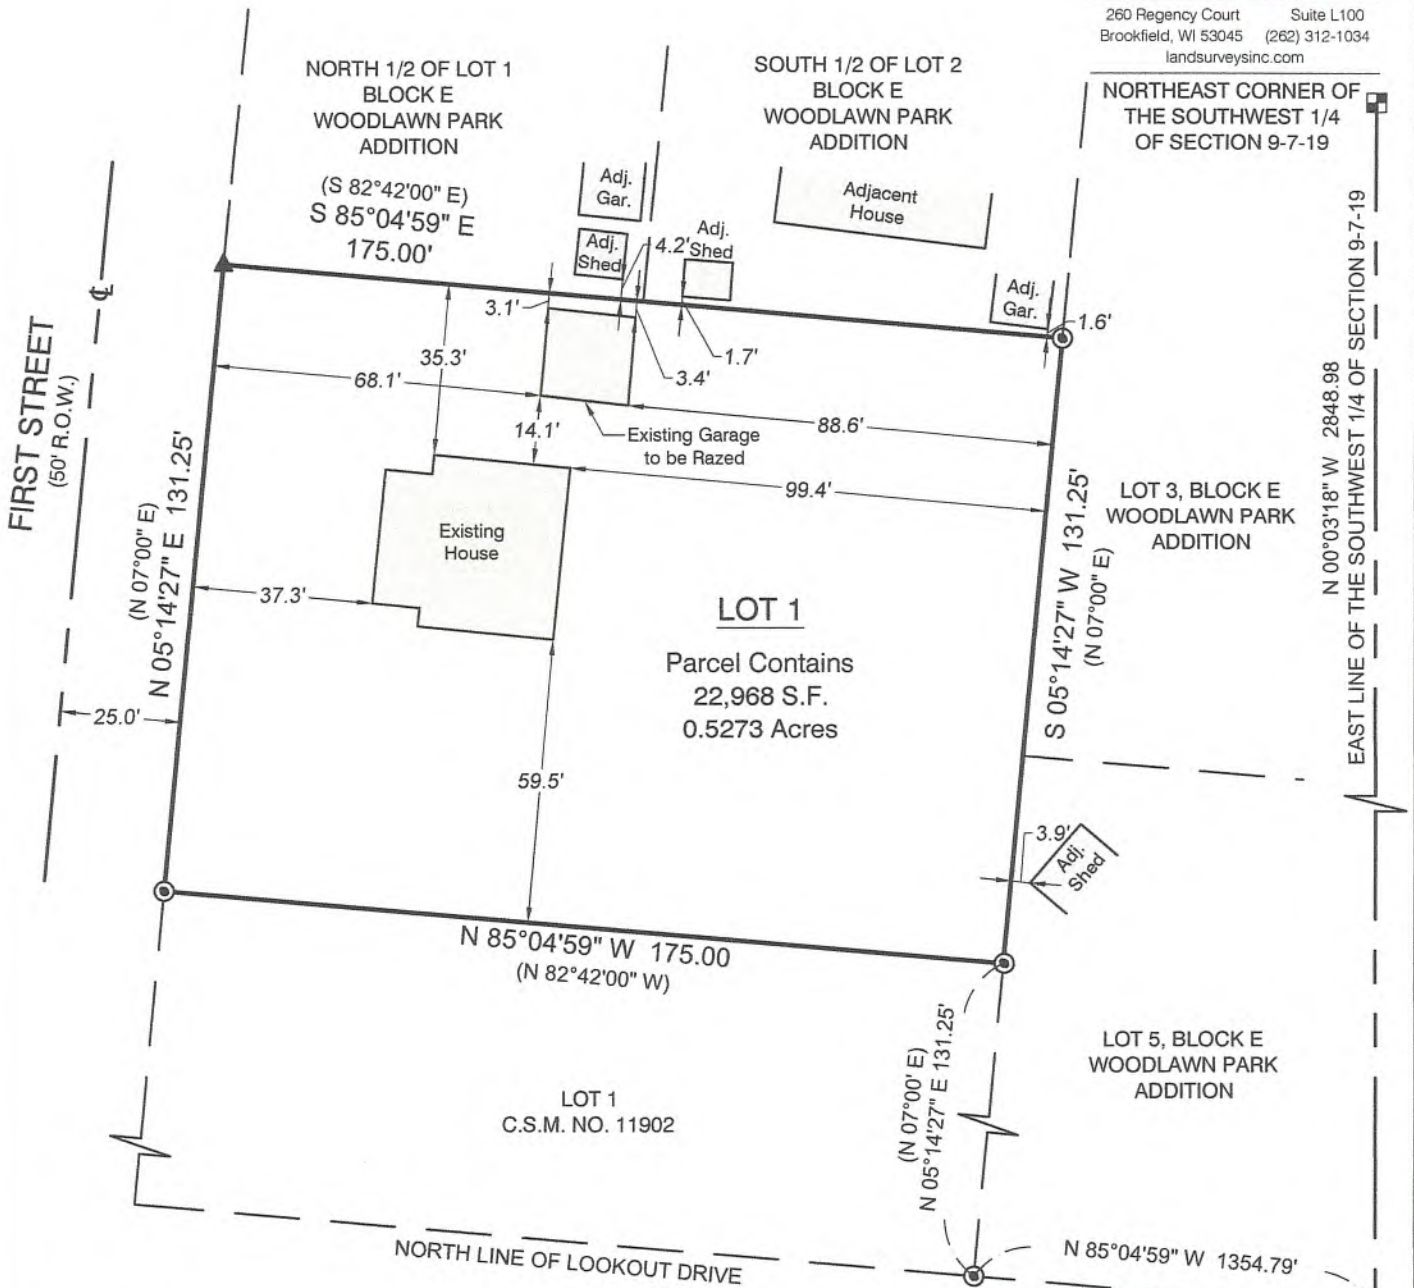 260 Regency Court Suite L100
Brookfield, WI 53045 (262) 312-1034
landsurveysinc.com
NORTHEAST CORNER OF
THE SOUTHWEST 1/4
OF SECTION 9-7-19
NORTH 1/2 OF LOT 1
BLOCK E
WOODLAWN PARK
ADDITION
SOUTH 1/2 OF LOT 2
BLOCK E
WOODLAWN PARK
ADDITION
(S 82°42'00" E)
S 85°04'59" E
175.00'
Adj.
Gar.
Adj.
Shed
4.2'
Adj.
Shed
Adjacent
House
Adj.
Gar.
1.6'
3.1'
1.7'
3.4'
35.3'
68.1'
88.6'
14.1'
Existing Garage
to be Razed
99.4'
FIRST STREET
(50' R.O.W.)
(N 07°00" E)
N 05°14'27" E 131.25'
Existing
House
37.3'
25.0'
59.5'
LOT 1
Parcel Contains
22,968 S.F.
0.5273 Acres
S 05°14'27" W 131.25'
(N 07°00" E)
LOT 3, BLOCK E
WOODLAWN PARK
ADDITION
N 00°03'18" W 2848.98
EAST LINE OF THE SOUTHWEST 1/4 OF SECTION 9-7-19
3.9'
Adj.
Shed
N 85°04'59" W 175.00
(N 82°42'00" W)
LOT 1
C.S.M. NO. 11902
(N 07°00' E)
N 05°14'27" E 131.25'
LOT 5, BLOCK E
WOODLAWN PARK
ADDITION
NORTH LINE OF LOOKOUT DRIVE
N 85°04'59" W 1354.79'